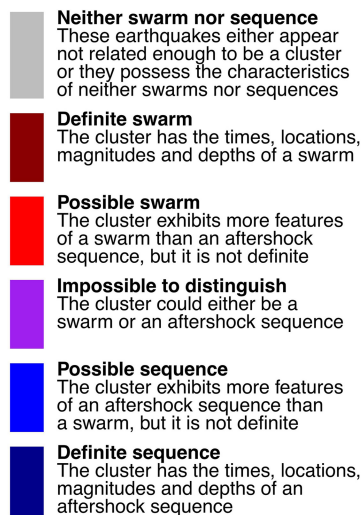 Neither swarm nor sequence
These earthquakes either appear
not related enough to be a cluster
or they possess the characteristics
of neither swarms nor sequences
Definite swarm
The cluster has the times, locations,
magnitudes and depths of a swarm
Possible swarm
The cluster exhibits more features
of a swarm than an aftershock
sequence, but it is not definite
Impossible to distinguish
The cluster could either be a
swarm or an aftershock sequence
Possible sequence
The cluster exhibits more features
of an aftershock sequence than
a swarm, but it is not definite
Definite sequence
The cluster has the times, locations,
magnitudes and depths of an
aftershock sequence